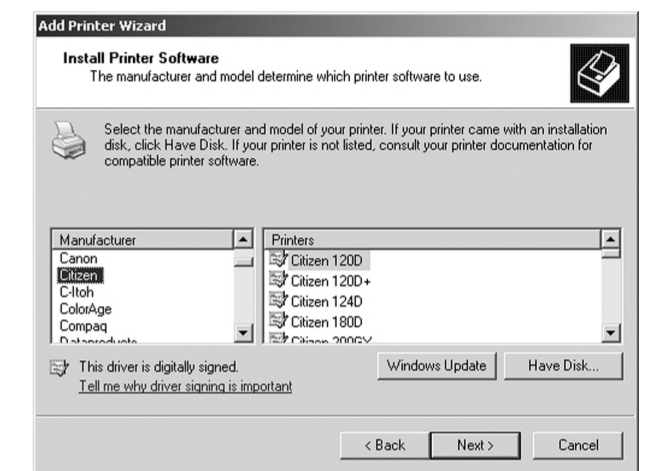 Add Printer Wizard
Install Printer Software
The manufacturer and model determine which printer software to use.
Select the manufacturer and model of your printer. If your printer came with an installation
disk, click Have Disk. If your printer is not listed, consult your printer documentation for
compatible printer software.
Manufacturer
Canon
Citizen
C-Itoh
ColorAge
Compaq
Printers
Citizen 120D
Citizen 120D+
Citizen 124D
Citizen 180D
Citizen 200GX
This driver is digitally signed.
Tell me why driver signing is important
Windows Update
Have Disk...
< Back
Next >
Cancel